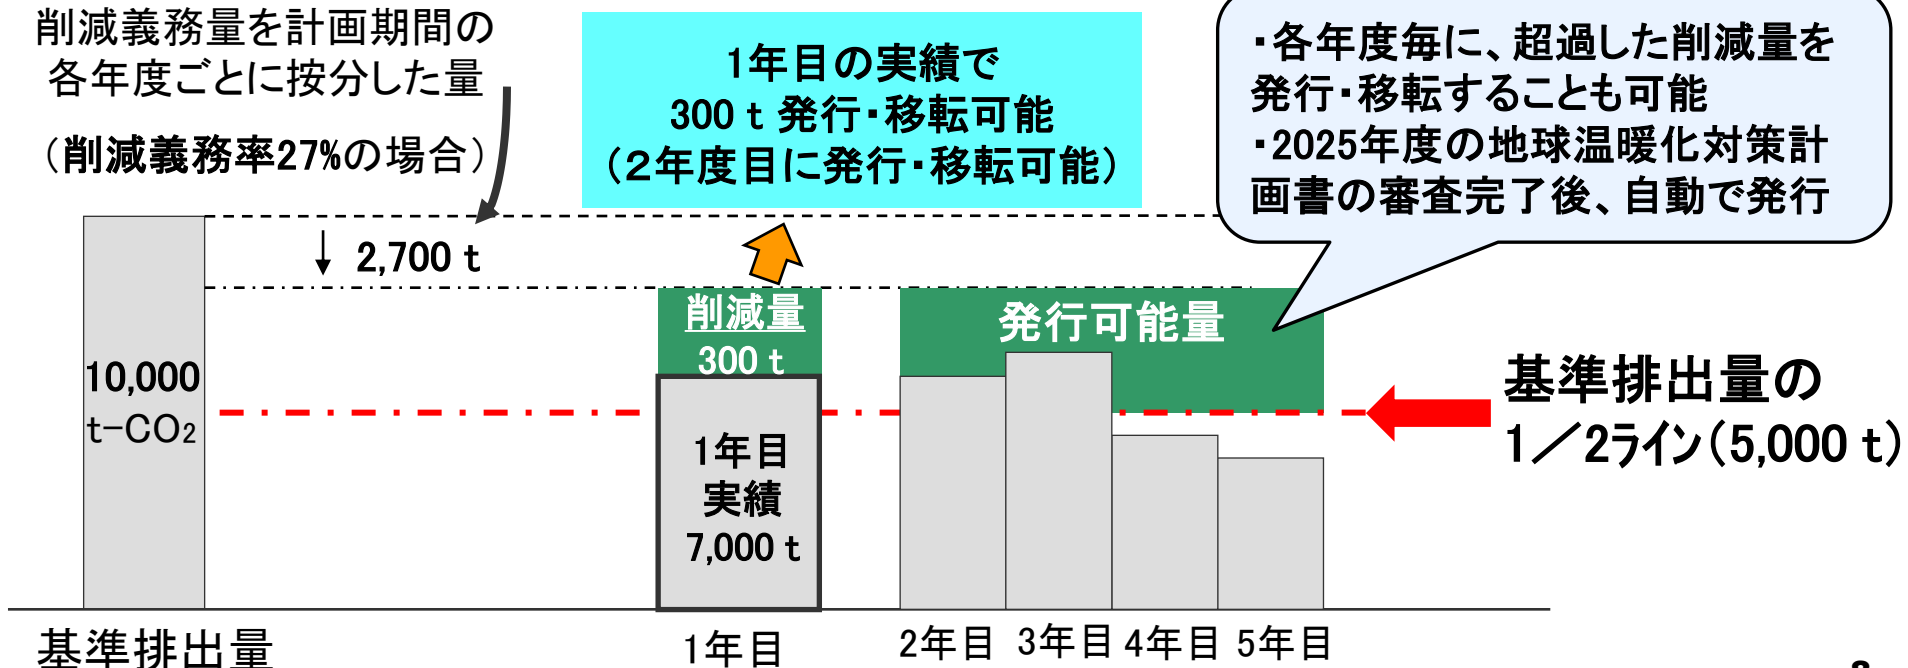 削減義務量を計画期間の
各年度ごとに按分した量
（削減義務率27%の場合）
1年目の実績で
300 t 発行・移転可能
（２年度目に発行・移転可能）
・各年度毎に、超過した削減量を
発行・移転することも可能
・2025年度の地球温暖化対策計
画書の審査完了後、自動で発行
↓ 2,700 t
削減量
300 t
発行可能量
10,000
t-CO₂
1年目
実績
7,000 t
基準排出量の
1／2ライン（5,000 t）
基準排出量
1年目
2年目
3年目
4年目
5年目